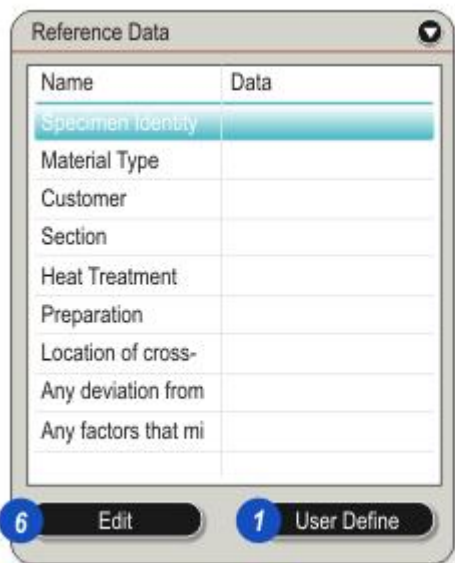 Reference Data
Name Data
Specimen Identity
Material Type
Customer
Section
Heat Treatment
Preparation
Location of cross-
Any deviation from
Any factors that mi
6 Edit 1 User Define